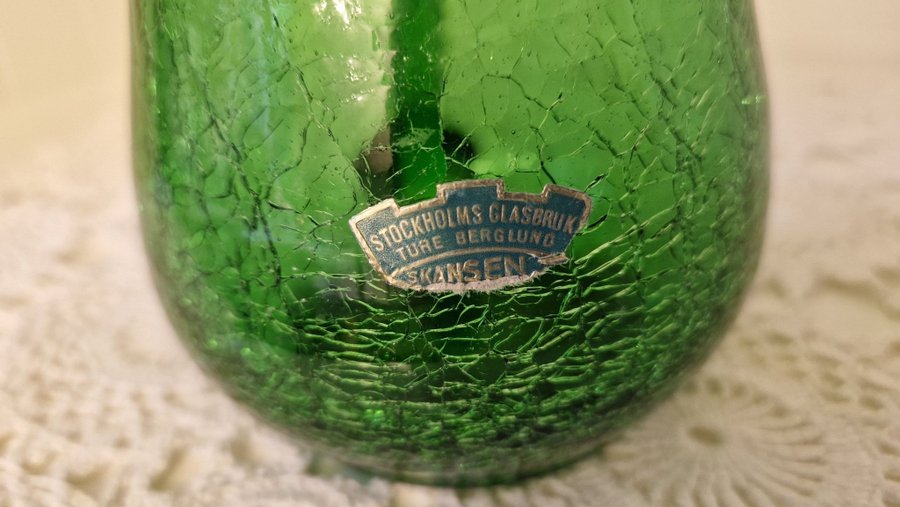 STOCKHOLMS GLASBRUK
TURE BERGLUND
SKANSEN